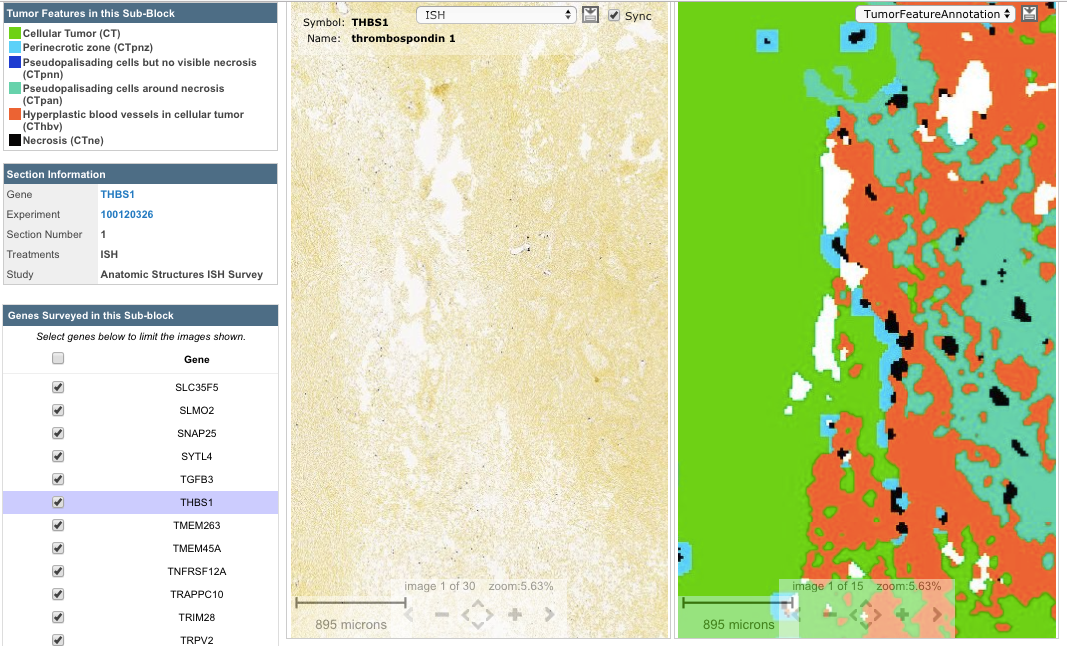 Tumor Features in this Sub-Block
Cellular Tumor (CT)
Perinecrotic zone (CTpnz)
Pseudopalisading cells but no visible necrosis
(CTpnn)
Pseudopalisading cells around necrosis
(CTpan)
Hyperplastic blood vessels in cellular tumor
(CThbv)
Necrosis (CTne)
Section Information
Gene THBS1
Experiment 100120326
Section Number 1
Treatments ISH
Study Anatomic Structures ISH Survey
Genes Surveyed in this Sub-block
Select genes below to limit the images shown.
Gene
SLC35F5
SLMO2
SNAP25
SYTL4
TGFB3
THBS1
TMEM263
TMEM45A
TNFRSF12A
TRAPPC10
TRIM28
TRPV2
Symbol: THBS1
Name: thrombospondin 1
ISH
Sync
image 1 of 30 zoom:5.63%
895 microns
TumorFeatureAnnotation
image 1 of 15 zoom:5.63%
895 microns